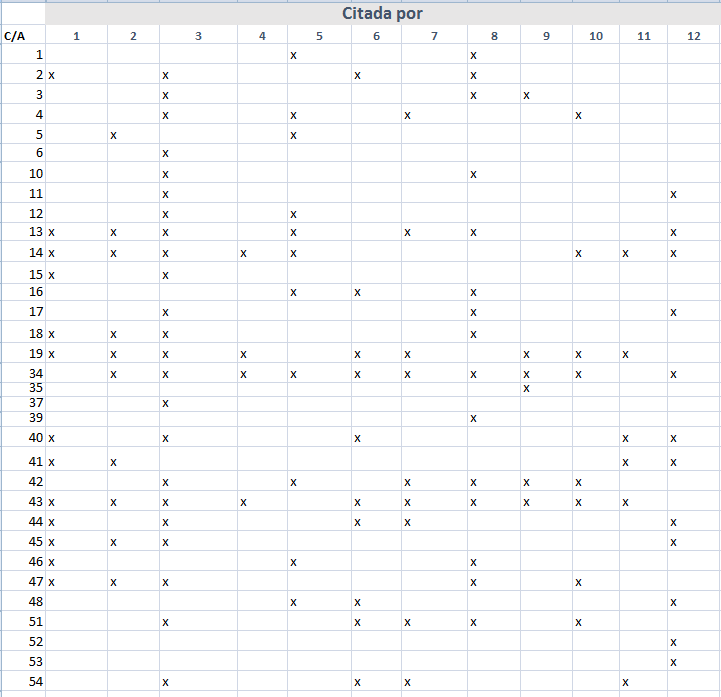 Citada por
C/A 1 2 3 4 5 6 7 8 9 10 11 12
1 x x
2 x x x x
3 x x x
4 x x x x
5 x x
6 x
10 x x
11 x x
12 x x
13 x x x x x x x
14 x x x x x x x x
15 x x
16 x x x
17 x x x
18 x x x x
19 x x x x x x x x x
34 x x x x x x x x x x
35 x
37 x
39 x
40 x x x x x
41 x x x x
42 x x x x x x
43 x x x x x x x x x x
44 x x x x x
45 x x x x
46 x x x
47 x x x x x
48 x x x
51 x x x x x
52 x
53 x
54 x x x x